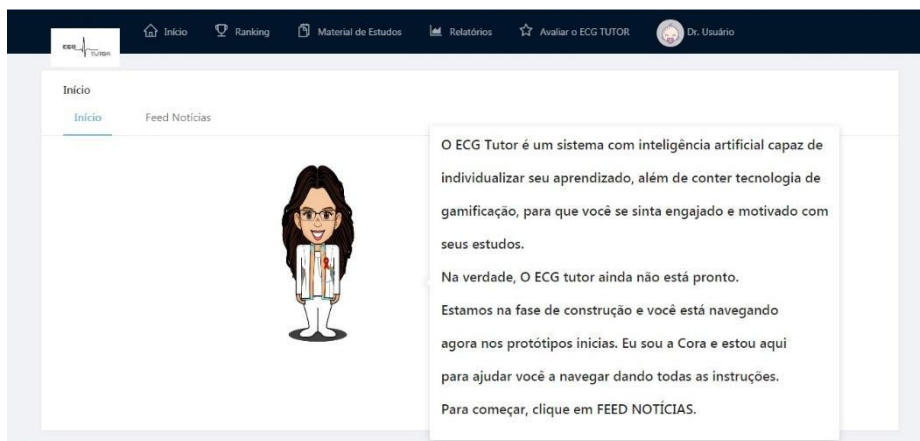 ECG TUTOR
Início
Ranking
Material de Estudos
Relatórios
Avaliar o ECG TUTOR
Dr. Usuário
Início
Início
Feed Notícias
O ECG Tutor é um sistema com inteligência artificial capaz de
individualizar seu aprendizado, além de conter tecnologia de
gamificação, para que você se sinta engajado e motivado com
seus estudos.
Na verdade, O ECG tutor ainda não está pronto.
Estamos na fase de construção e você está navegando
agora nos protótipos inicias. Eu sou a Cora e estou aqui
para ajudar você a navegar dando todas as instruções.
Para começar, clique em FEED NOTÍCIAS.